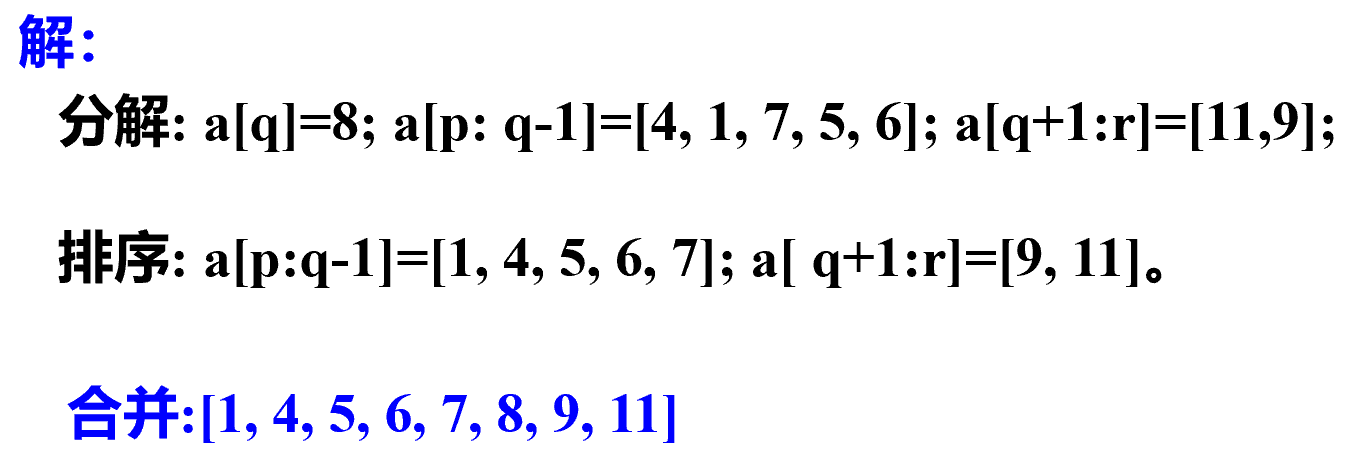 解：
分解: a[q]=8; a[p: q-1]=[4, 1, 7, 5, 6]; a[q+1:r]=[11,9];
排序: a[p:q-1]=[1, 4, 5, 6, 7]; a[ q+1:r]=[9, 11]。
合并:[1, 4, 5, 6, 7, 8, 9, 11]